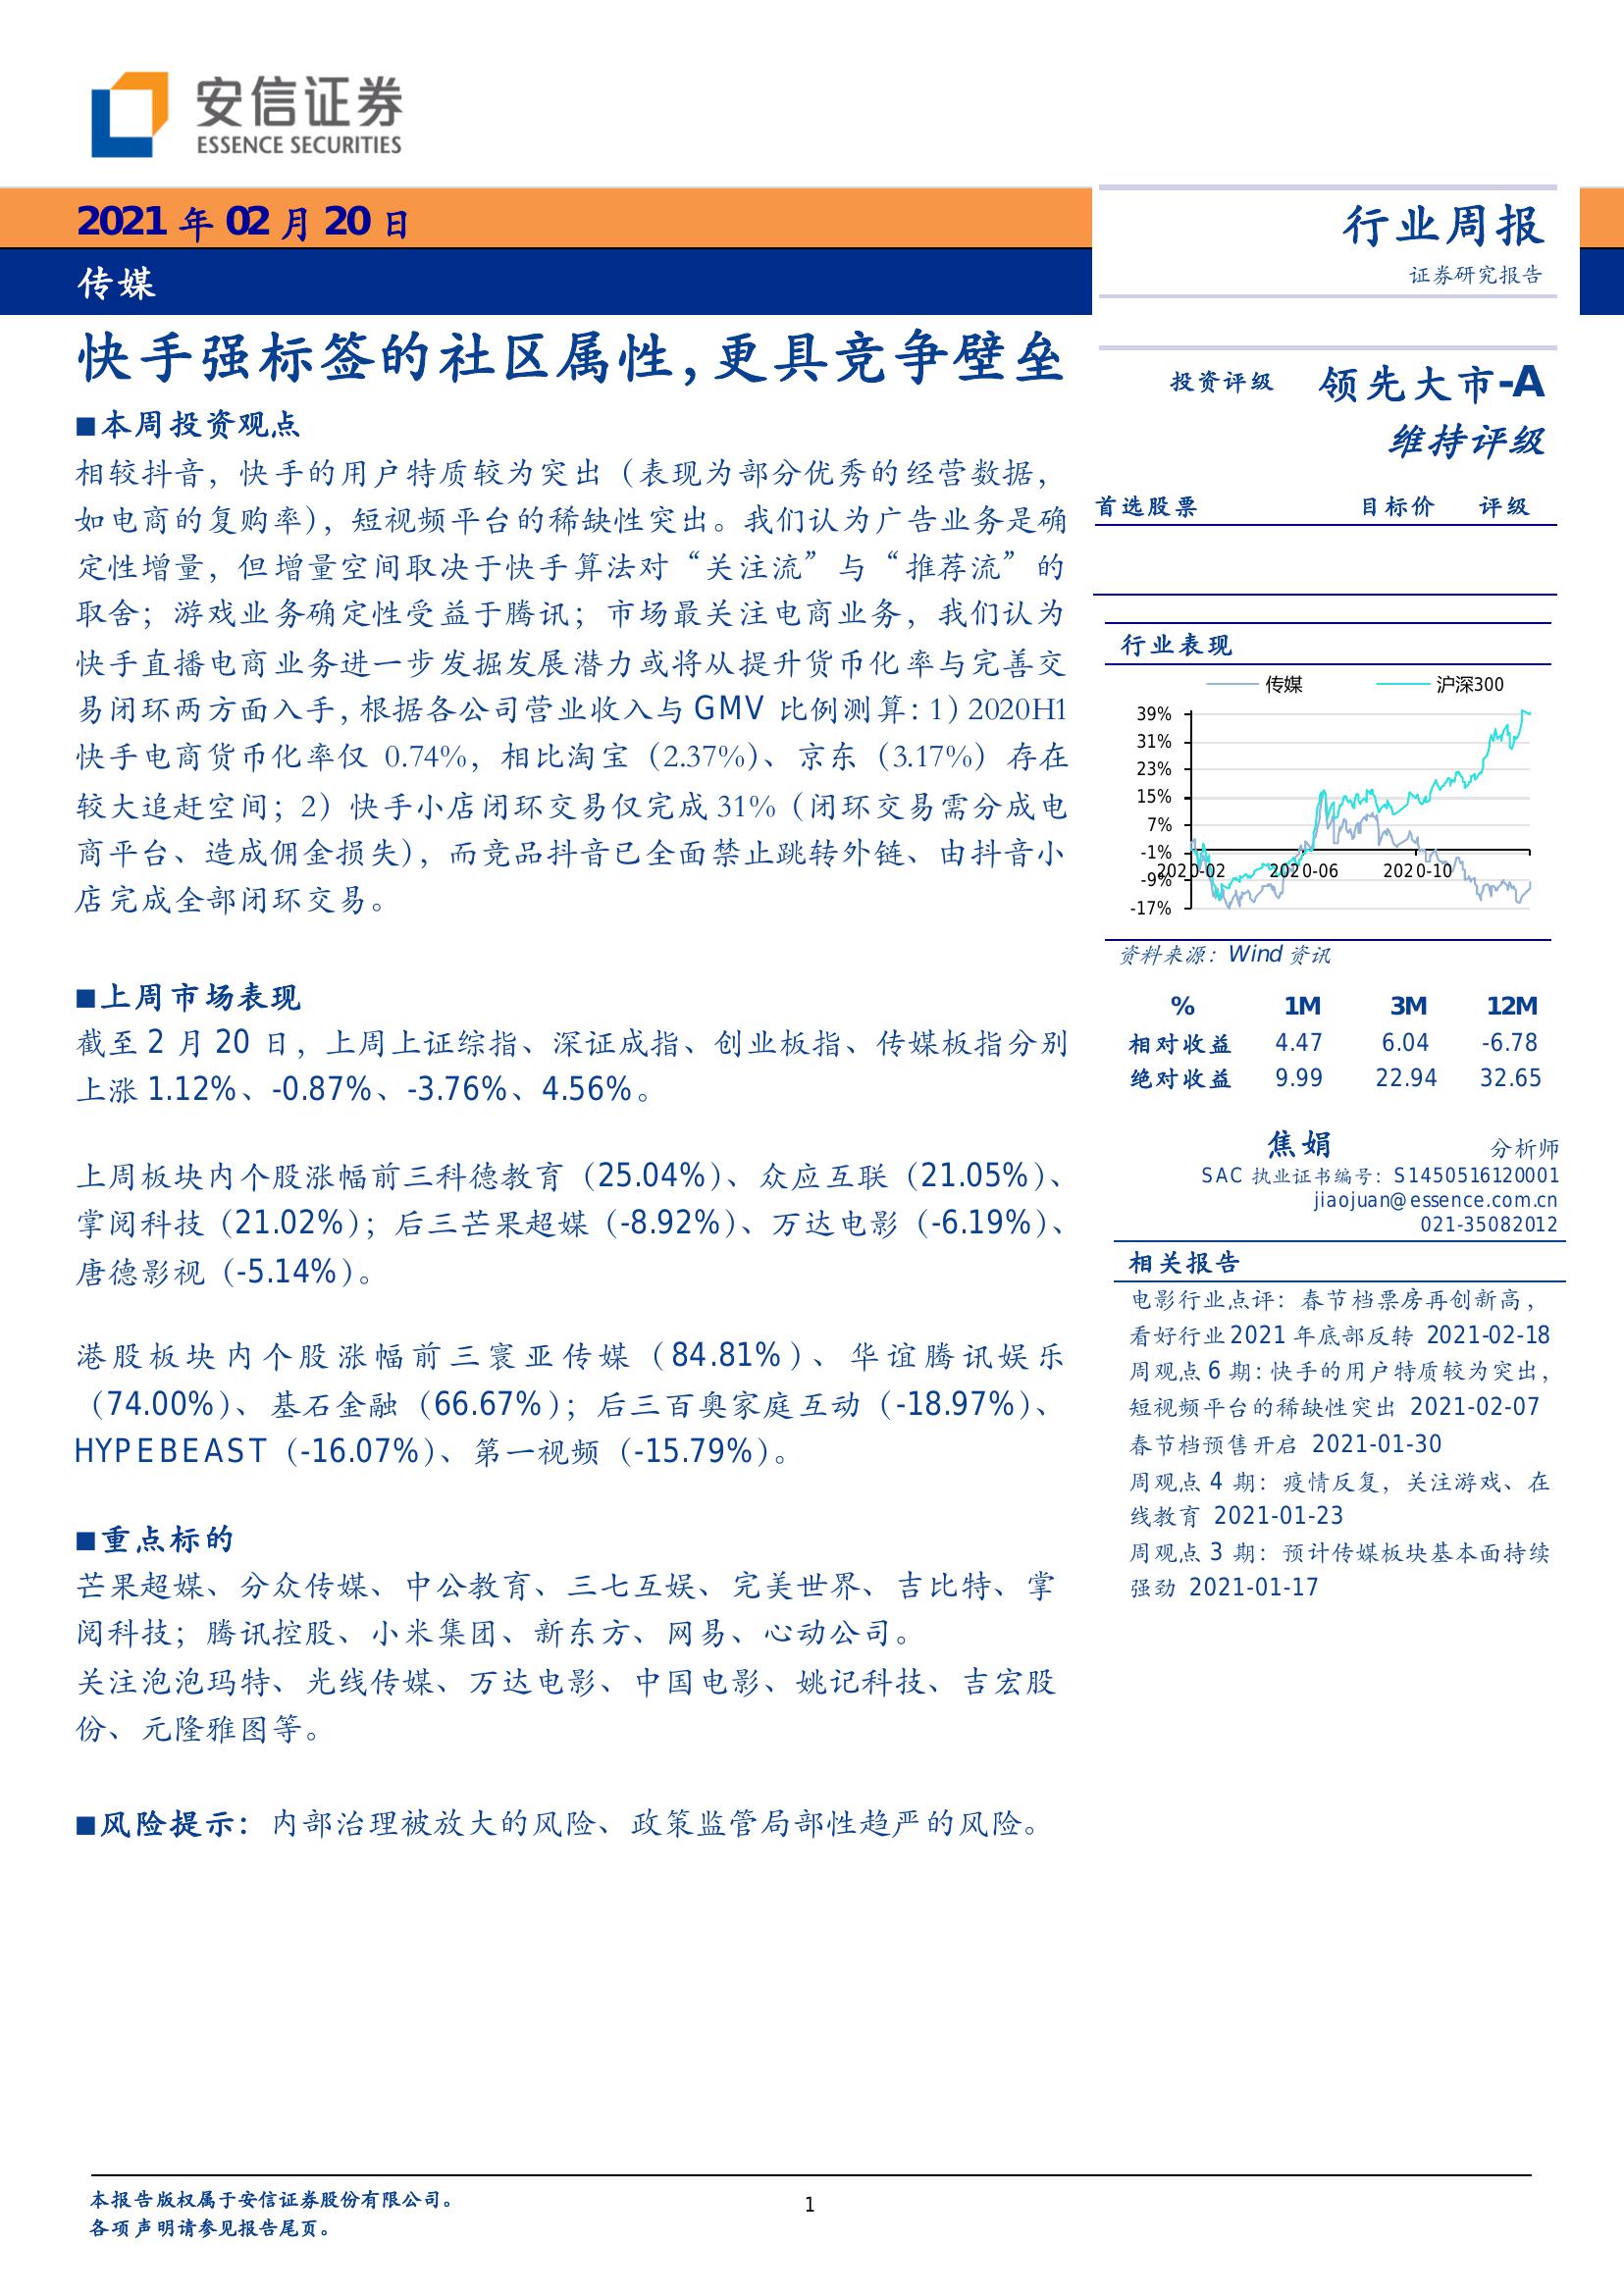 安信证券
ESSENCE SECURITIES
2021 年 02 月 20 日
传媒
行业周报
证券研究报告
快手强标签的社区属性，更具竞争壁垒
■本周投资观点
相较抖音，快手的用户特质较为突出（表现为部分优秀的经营数据，
如电商的复购率），短视频平台的稀缺性突出。我们认为广告业务是确
定性增量，但增量空间取决于快手算法对“关注流”与“推荐流”的
取舍；游戏业务确定性受益于腾讯；市场最关注电商业务，我们认为
快手直播电商业务进一步发掘发展潜力或将从提升货币化率与完善交
易闭环两方面入手，根据各公司营业收入与 GMV 比例测算：1）2020H1
快手电商货币化率仅 0.74%，相比淘宝（2.37%）、京东（3.17%）存在
较大追赶空间；2）快手小店闭环交易仅完成 31%（闭环交易需分成电
商平台、造成佣金损失），而竞品抖音已全面禁止跳转外链、由抖音小
店完成全部闭环交易。
■上周市场表现
截至 2 月 20 日，上周上证综指、深证成指、创业板指、传媒板指分别
上涨 1.12%、-0.87%、-3.76%、4.56%。
上周板块内个股涨幅前三科德教育（25.04%）、众应互联（21.05%）、
掌阅科技（21.02%）；后三芒果超媒（-8.92%）、万达电影（-6.19%）、
唐德影视（-5.14%）。
港股板块内个股涨幅前三寰亚传媒（84.81%）、华谊腾讯娱乐
（74.00%）、基石金融（66.67%）；后三百奥家庭互动（-18.97%）、
HYPEBEAST（-16.07%）、第一视频（-15.79%）。
■重点标的
芒果超媒、分众传媒、中公教育、三七互娱、完美世界、吉比特、掌
阅科技；腾讯控股、小米集团、新东方、网易、心动公司。
关注泡泡玛特、光线传媒、万达电影、中国电影、姚记科技、吉宏股
份、元隆雅图等。
■风险提示：内部治理被放大的风险、政策监管局部性趋严的风险。
投资评级 领先大市-A
维持评级
首选股票 目标价 评级
行业表现
传媒 沪深300
39%
31%
23%
15%
7%
-1%
-9%
-17%
2020-02 2020-06 2020-10
资料来源：Wind 资讯
% 1M 3M 12M
相对收益 4.47 6.04 -6.78
绝对收益 9.99 22.94 32.65
焦娟 分析师
SAC 执业证书编号：S1450516120001
jiaojuan@essence.com.cn
021-35082012
相关报告
电影行业点评：春节档票房再创新高，
看好行业 2021 年底部反转 2021-02-18
周观点 6 期：快手的用户特质较为突出，
短视频平台的稀缺性突出 2021-02-07
春节档预售开启 2021-01-30
周观点 4 期：疫情反复，关注游戏、在
线教育 2021-01-23
周观点 3 期：预计传媒板块基本面持续
强劲 2021-01-17
本报告版权属于安信证券股份有限公司。
各项声明请参见报告尾页。
1